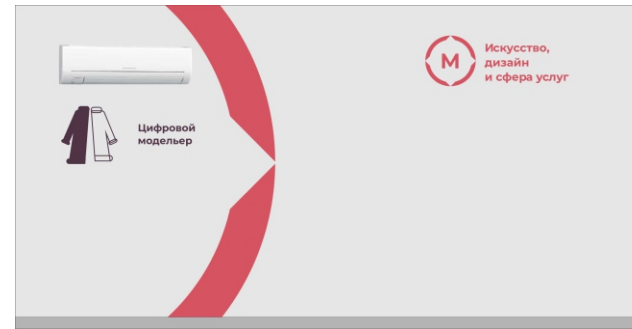 М
Искусство,
дизайн
и сфера услуг
Цифровой
модельер